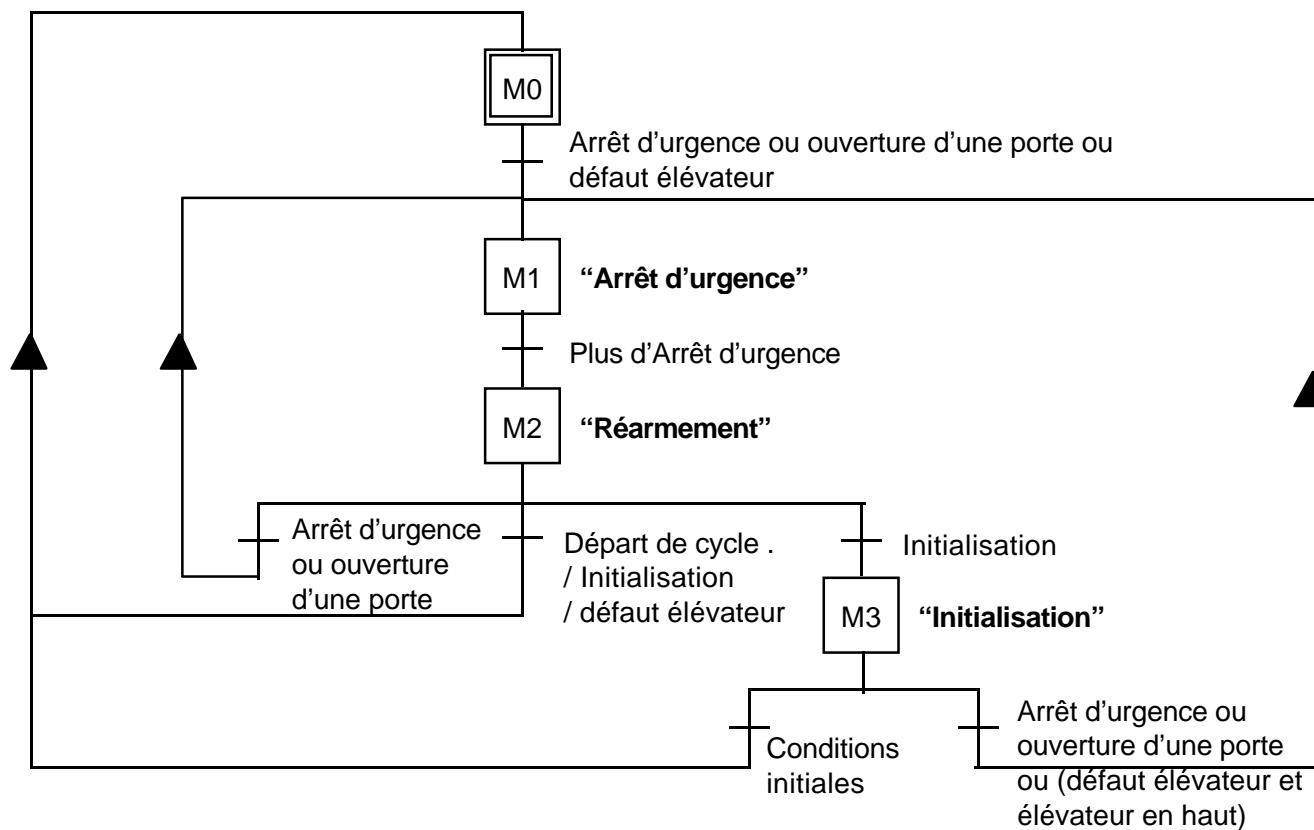 M0
Arrêt d’urgence ou ouverture d’une porte ou
défaut élévateur
M1
“Arrêt d’urgence”
Plus d'Arrêt d'urgence
M2
“Réarmement”
Arrêt d’urgence
ou ouverture
d’une porte
Départ de cycle .
/ Initialisation
/ défaut élévateur
Initialisation
M3
“Initialisation”
Conditions
initiales
Arrêt d’urgence ou
ouverture d’une porte
ou (défaut élévateur et
élévateur en haut)